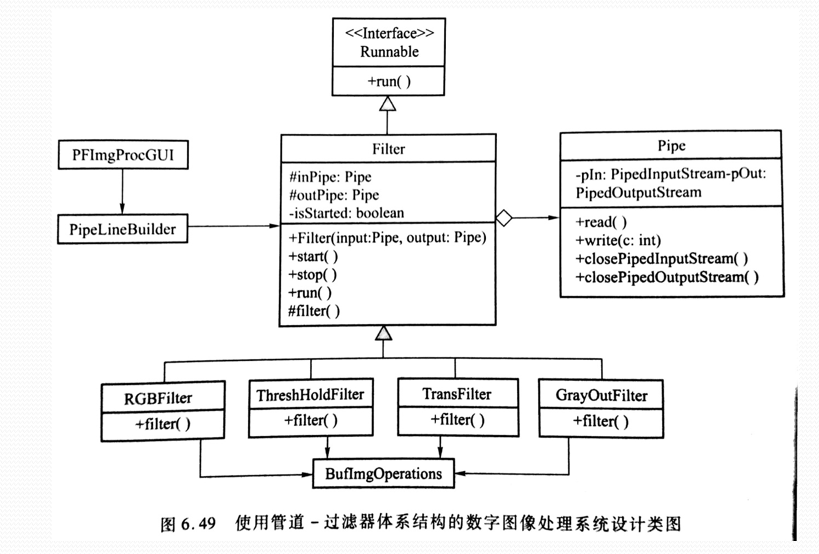 <<Interface>>
Runnable
+run( )
PFImgProcGUI
PipeLineBuilder
Filter
#inPipe: Pipe
#outPipe: Pipe
-isStarted: boolean
+Filter(input:Pipe, output: Pipe)
+start( )
+stop( )
+run( )
#filter( )
Pipe
-pIn: PipedInputStream-pOut:
PipedOutputStream
+read( )
+write(c: int)
+closePipedInputStream( )
+closePipedOutputStream( )
RGBFilter
+filter( )
ThreshHoldFilter
+filter( )
TransFilter
+filter( )
GrayOutFilter
+filter( )
BufImgOperations
图 6.49 使用管道-过滤器体系结构的数字图像处理系统设计类图